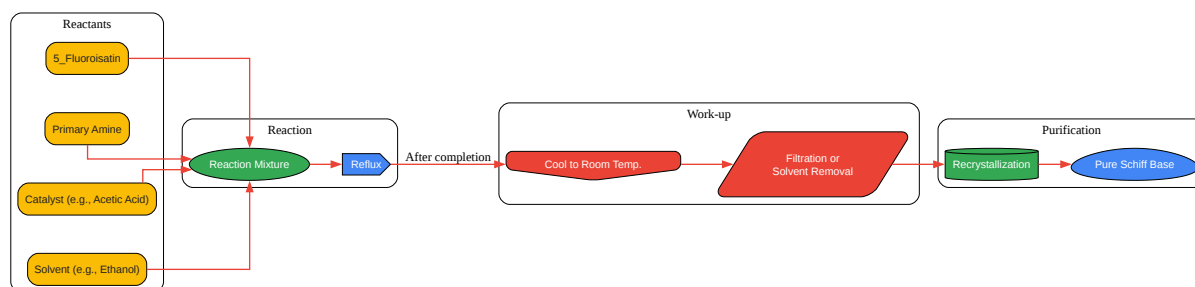 Reactants
5_Fluoroisatin
Primary Amine
Catalyst (e.g., Acetic Acid)
Solvent (e.g., Ethanol)
Reaction
Reaction Mixture
Reflux
After completion
Work-up
Cool to Room Temp.
Filtration or
Solvent Removal
Purification
Recrystallization
Pure Schiff Base